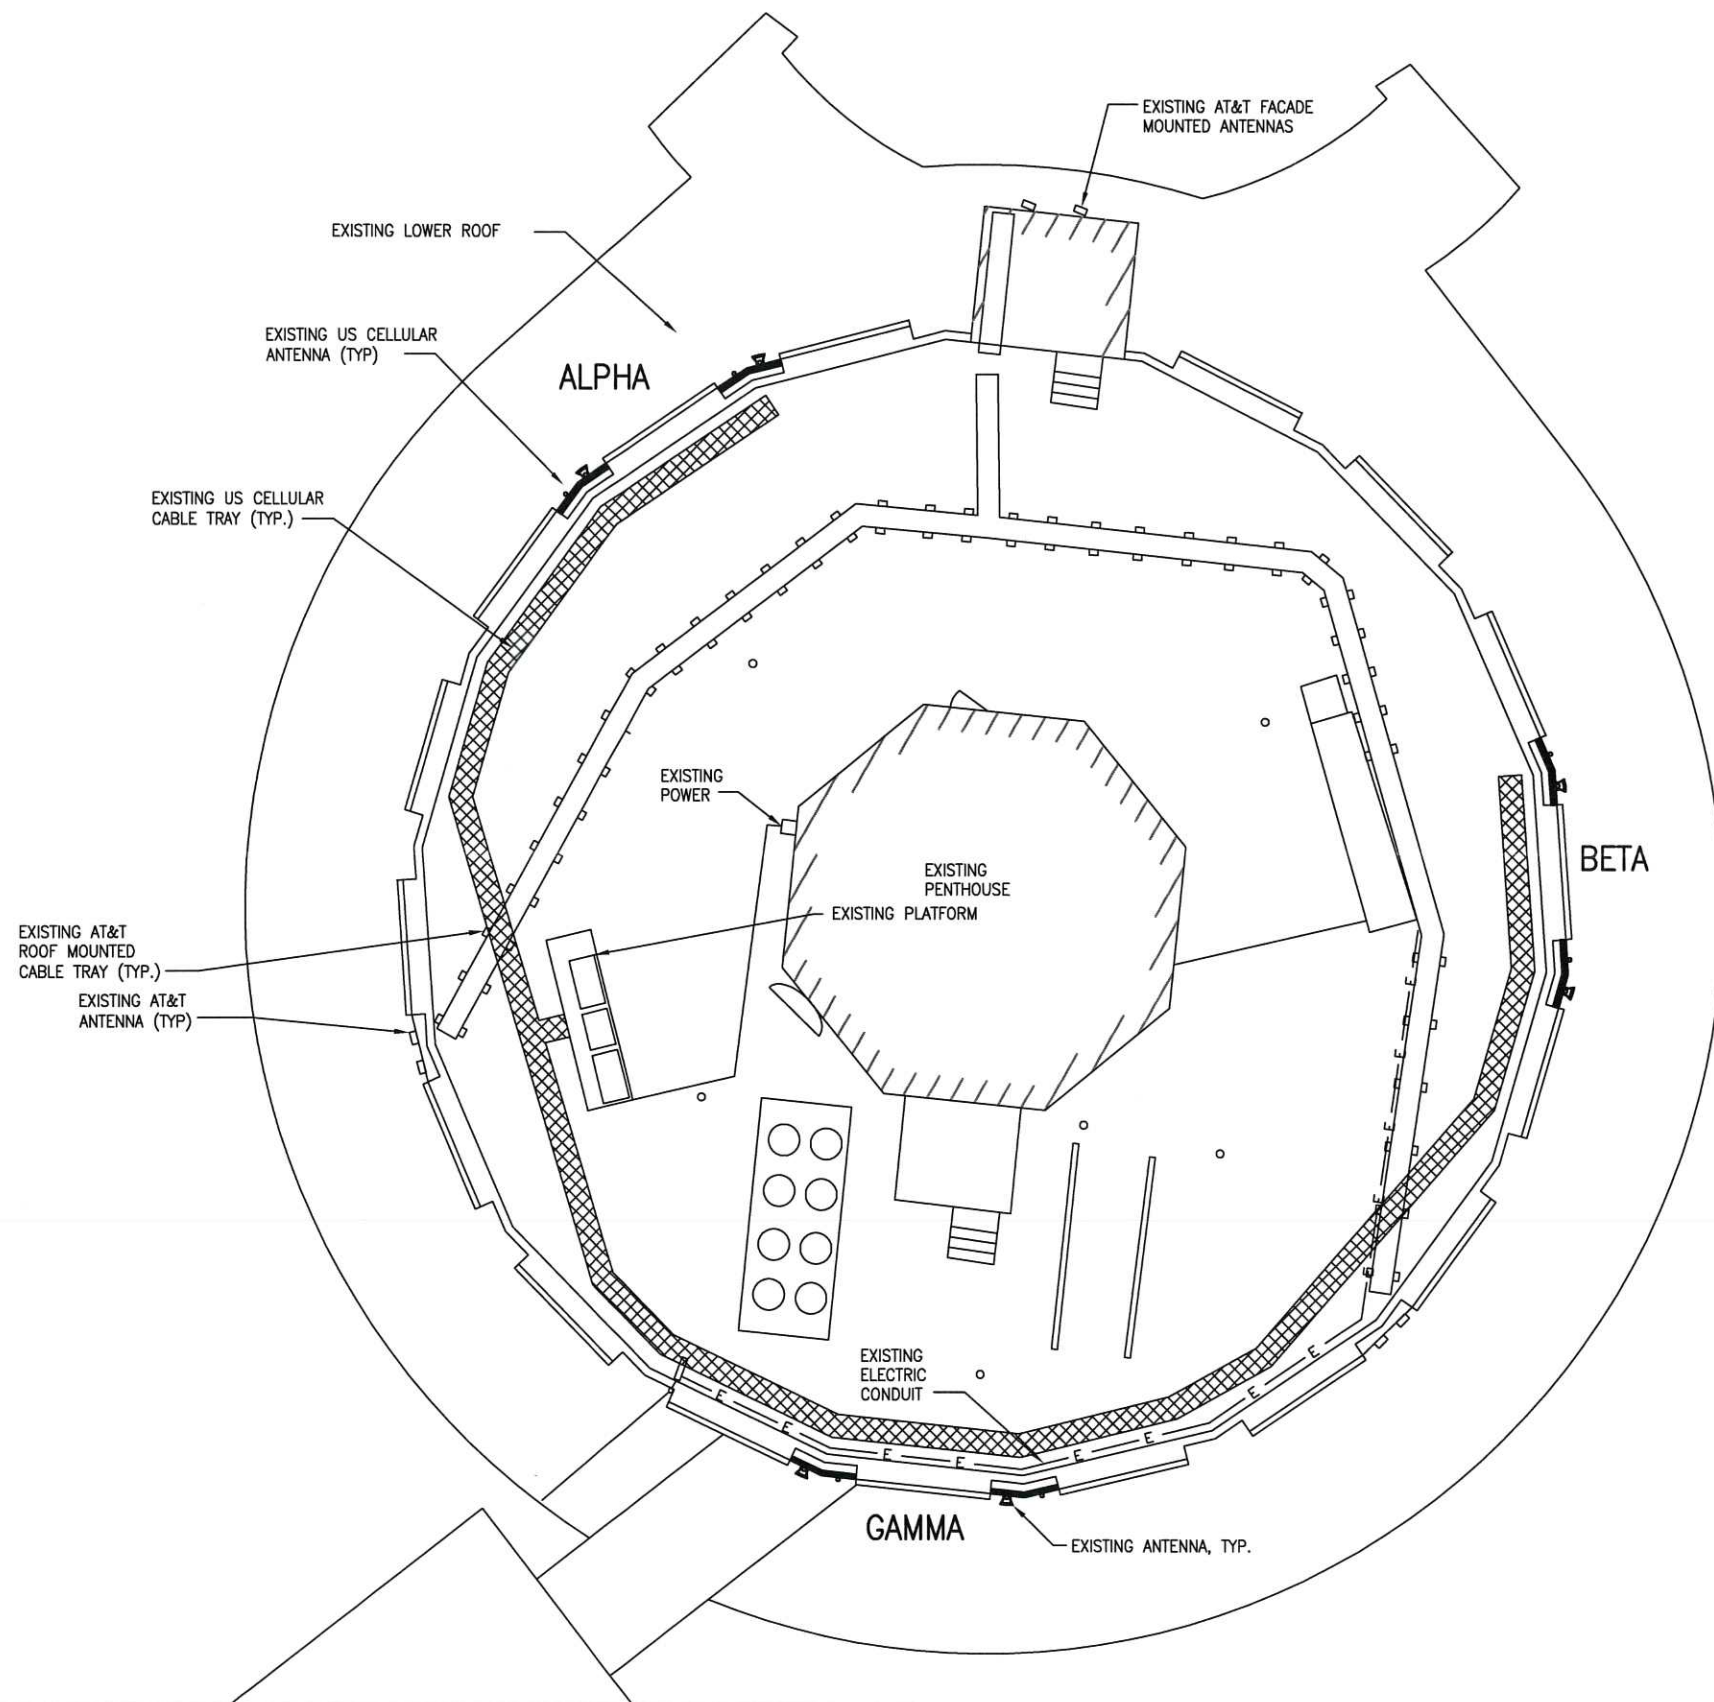 EXISTING AT&T FACADE
MOUNTED ANTENNAS
EXISTING LOWER ROOF
EXISTING US CELLULAR
ANTENNA (TYP)
ALPHA
EXISTING US CELLULAR
CABLE TRAY (TYP.)
EXISTING
POWER
EXISTING
PENTHOUSE
BETA
EXISTING PLATFORM
EXISTING AT&T
ROOF MOUNTED
CABLE TRAY (TYP.)
EXISTING AT&T
ANTENNA (TYP)
E
E
E
E
E
EXISTING
ELECTRIC
CONDUIT
E
E
E
E
E
E
E
E
GAMMA
EXISTING ANTENNA, TYP.